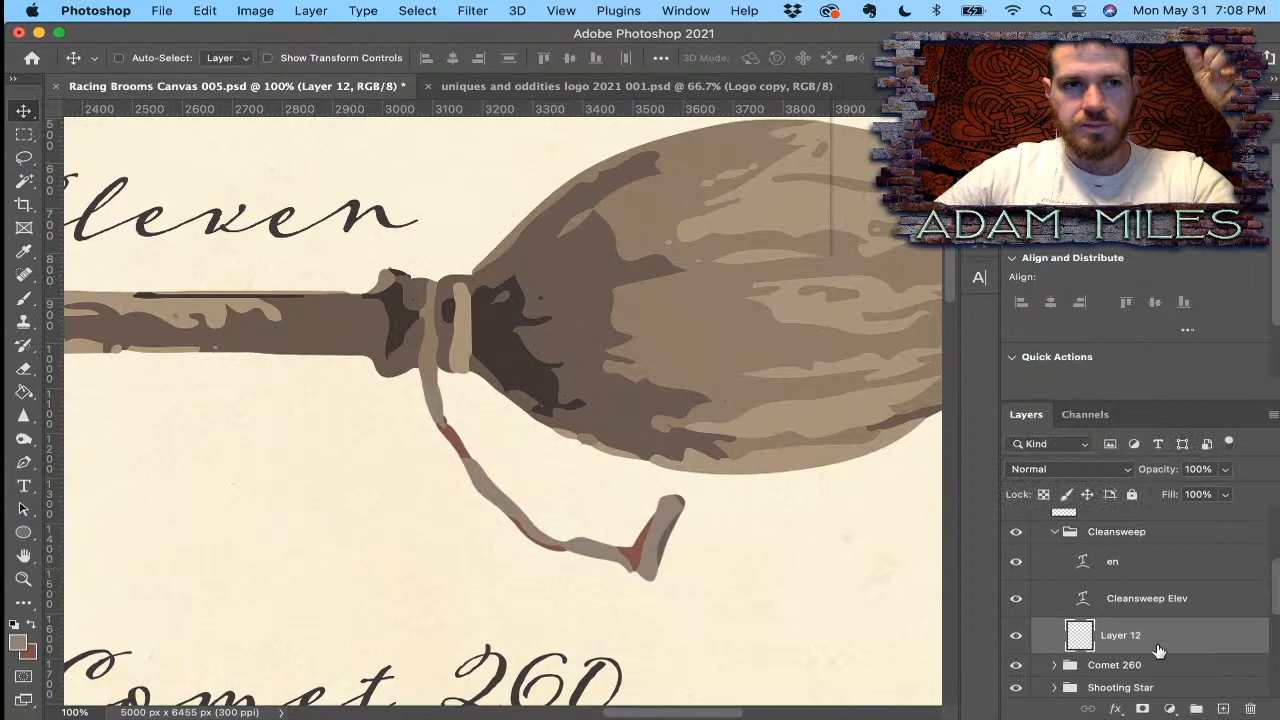 Photoshop File Edit Image Layer Type Select Filter 3D View Plugins Window Help Mon May 31 7:08 PM
Adobe Photoshop 2021
Auto-Select: Layer Show Transform Controls 3D Mode:
Racing Brooms Canvas 005.psd @ 100% (Layer 12, RGB/8) * uniques and oddities logo 2021 001.psd @ 66.7% (Logo copy, RGB/8)
2400 2500 2600 2700 2800 2900 3000 3100 3200 3300 3400 3500 3600 3700 3800 3900
ADAM MILES
Eleven
Align and Distribute
Align:
Quick Actions
Layers Channels
Kind
Normal Opacity: 100%
Lock: Fill: 100%
Cleansweep
en
Cleansweep Elev
Layer 12
Comet 260
Shooting Star
Comet 260
100% 5000 px x 6455 px (300 ppi)